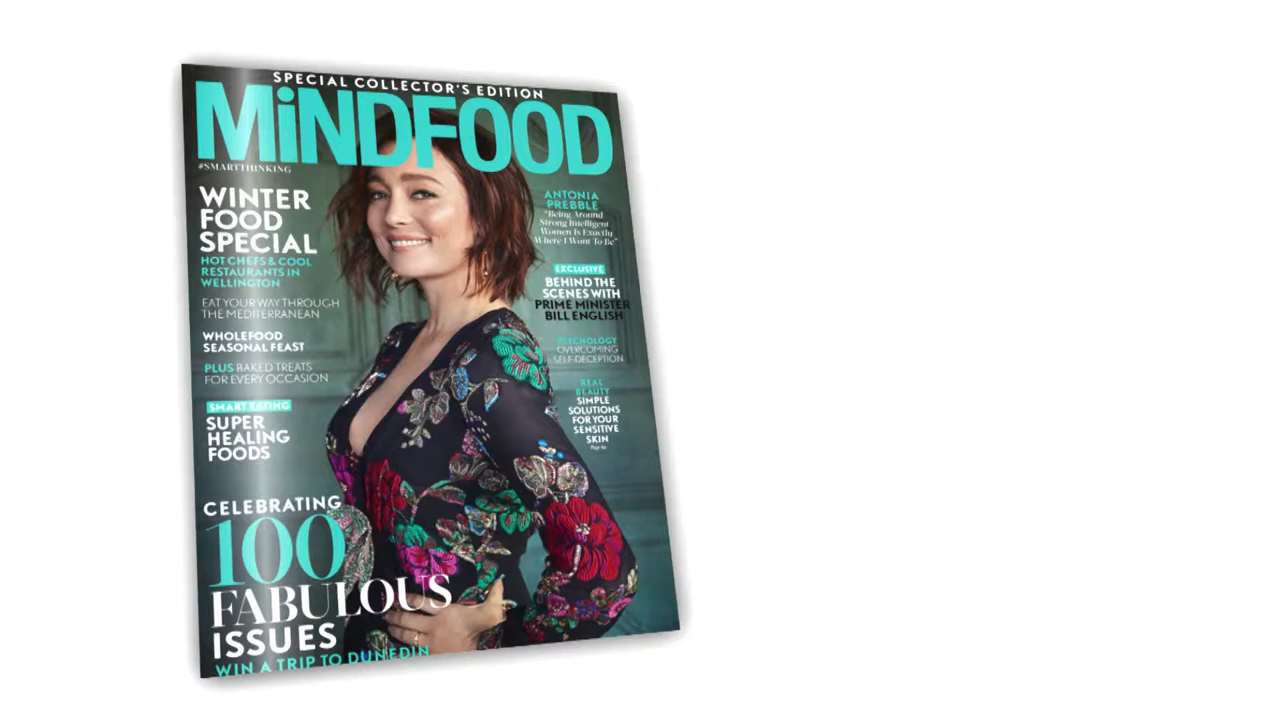 SPECIAL COLLECTOR'S EDITION
MiNDFOOD
#SMARTTHINKING
WINTER
FOOD
SPECIAL
HOT CHEFS & COOL
RESTAURANTS IN
WELLINGTON
EAT YOUR WAY THROUGH
THE MEDITERRANEAN
WHOLEFOOD
SEASONAL FEAST
PLUS BAKED TREATS
FOR EVERY OCCASION
SMART EATING
SUPER
HEALING
FOODS
CELEBRATING
100
FABULOUS
ISSUES
WIN A TRIP TO DUNEDIN
ANTONIA
PREBBLE
"Being Around
Strong Intelligent
Women Is Exactly
Where I Want To Be"
EXCLUSIVE
BEHIND THE
SCENES WITH
PRIME MINISTER
BILL ENGLISH
PSYCHOLOGY
OVERCOMING
SELF-DECEPTION
REAL
BEAUTY
SIMPLE
SOLUTIONS
FOR YOUR
SENSITIVE
SKIN